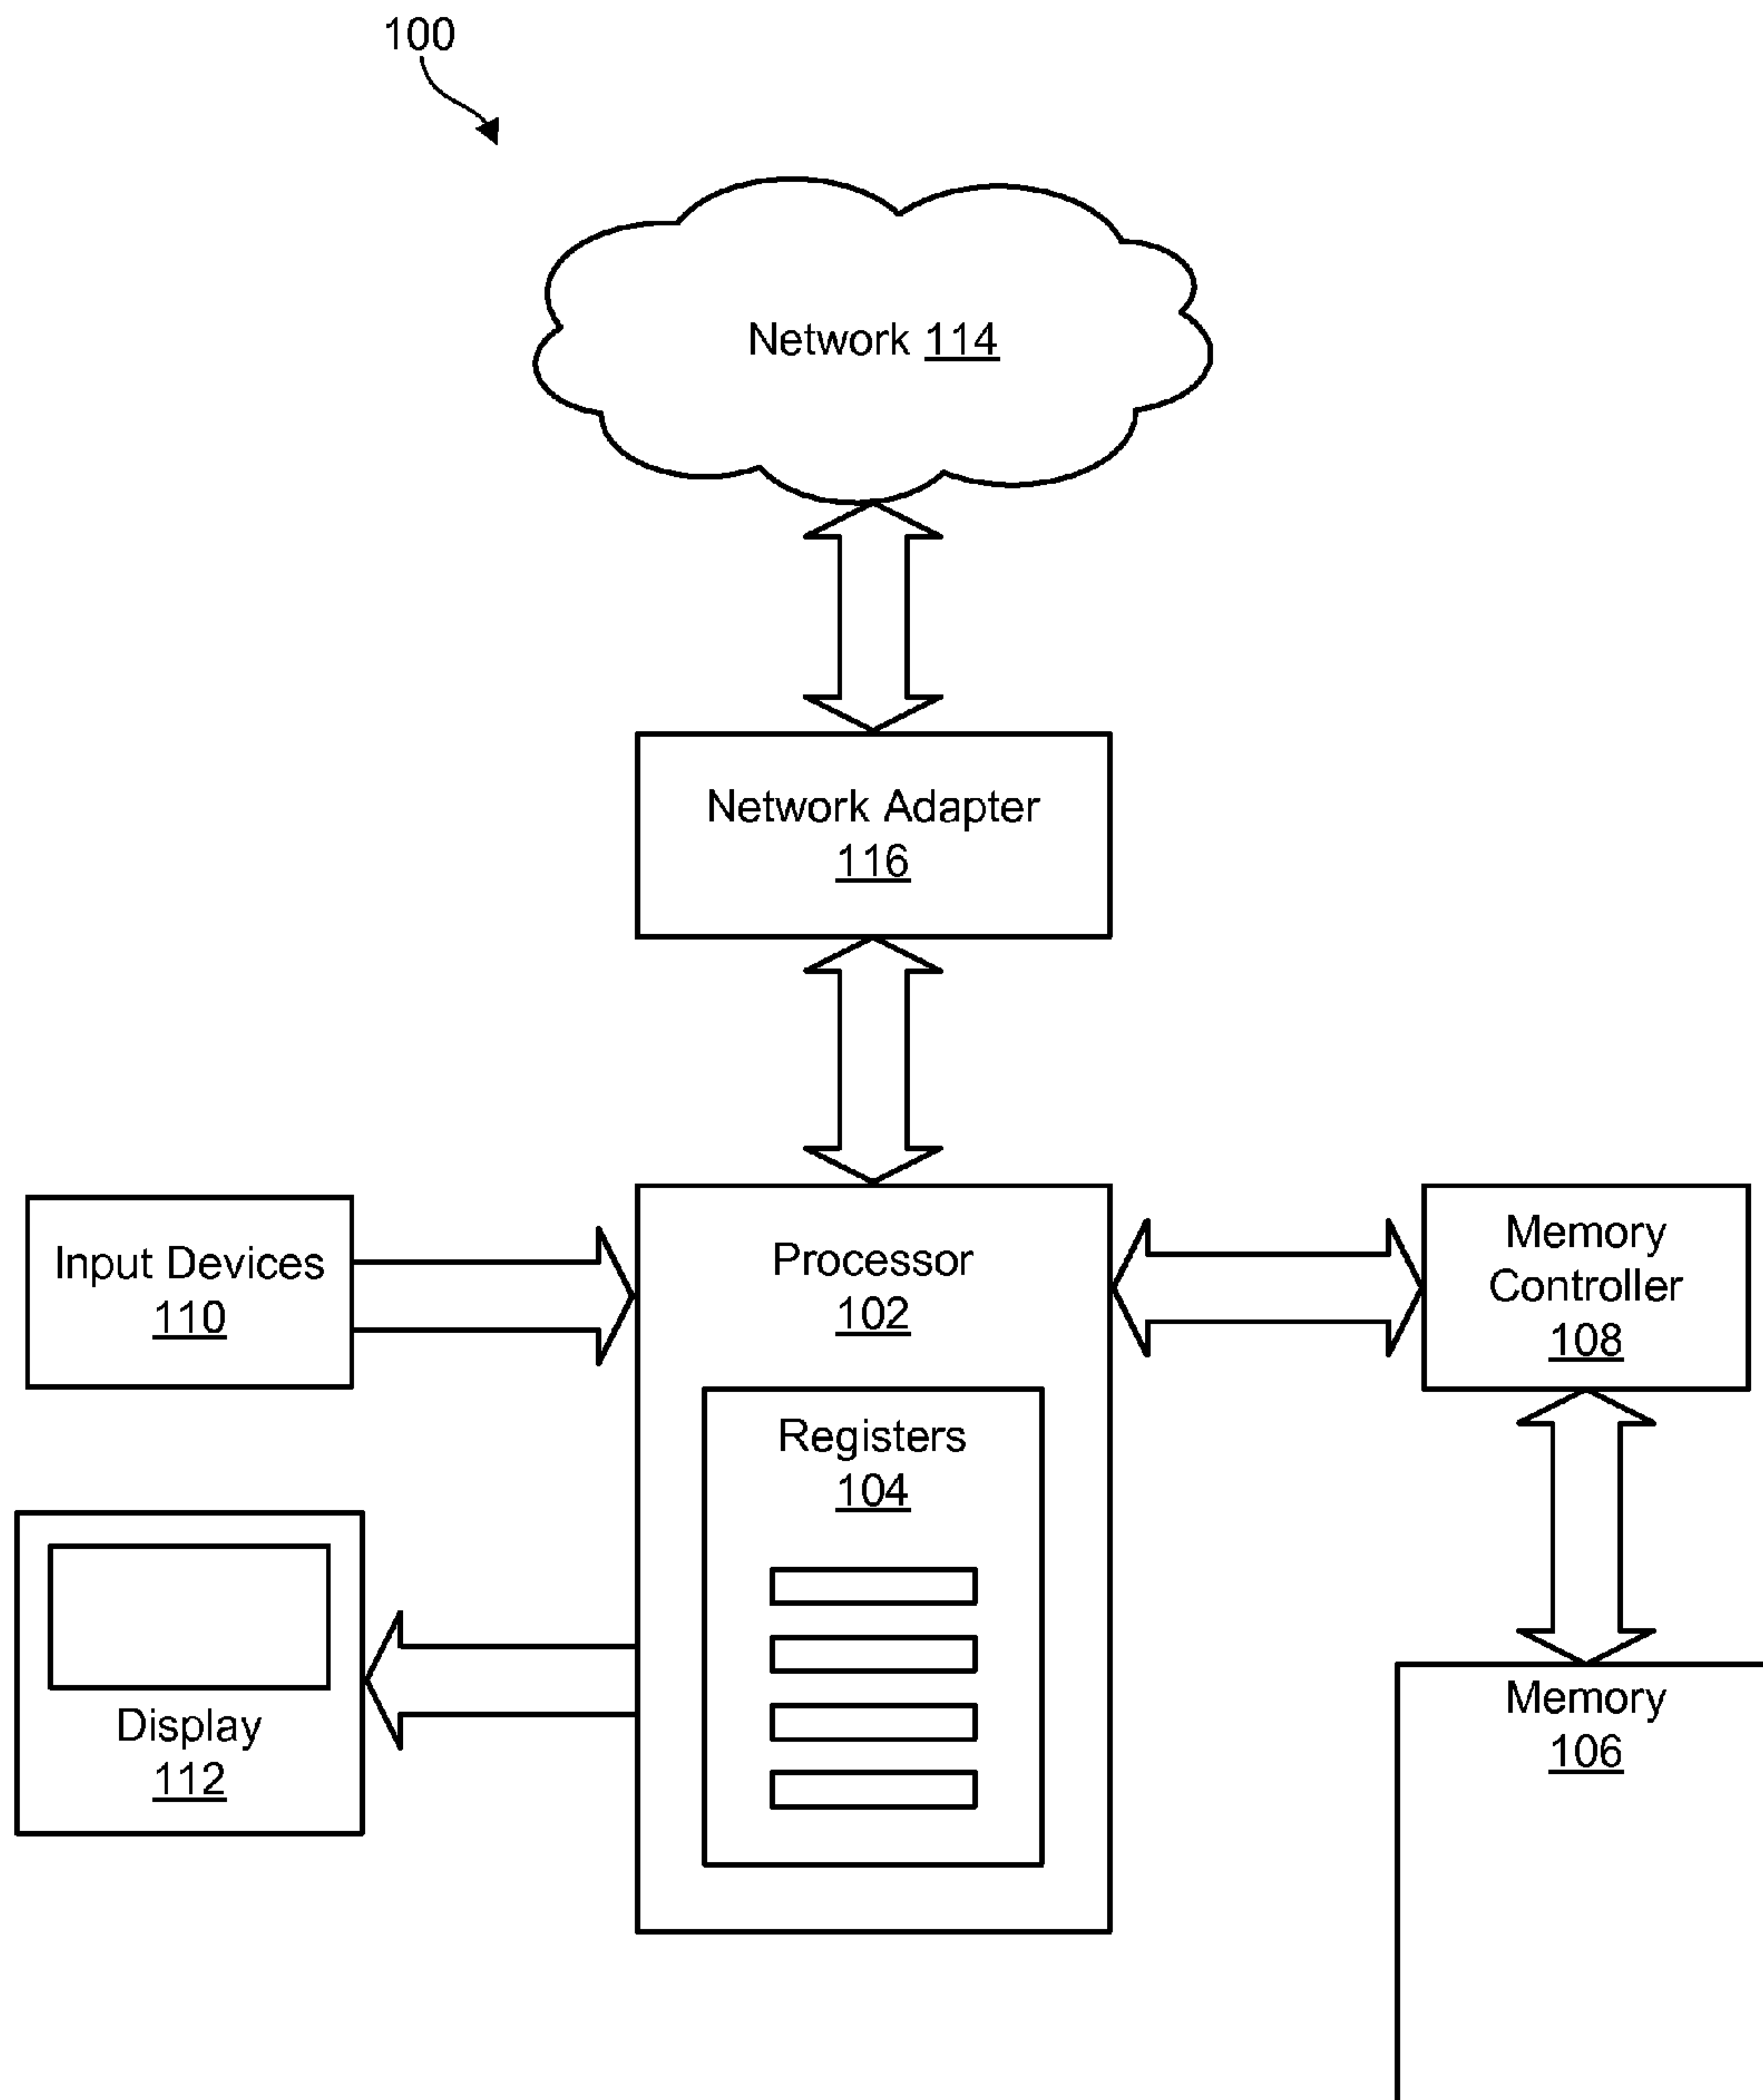 100
Network 114
Network Adapter
116
Input Devices
110
Processor
102
Memory
Controller
108
Registers
104
Display
112
Memory
106